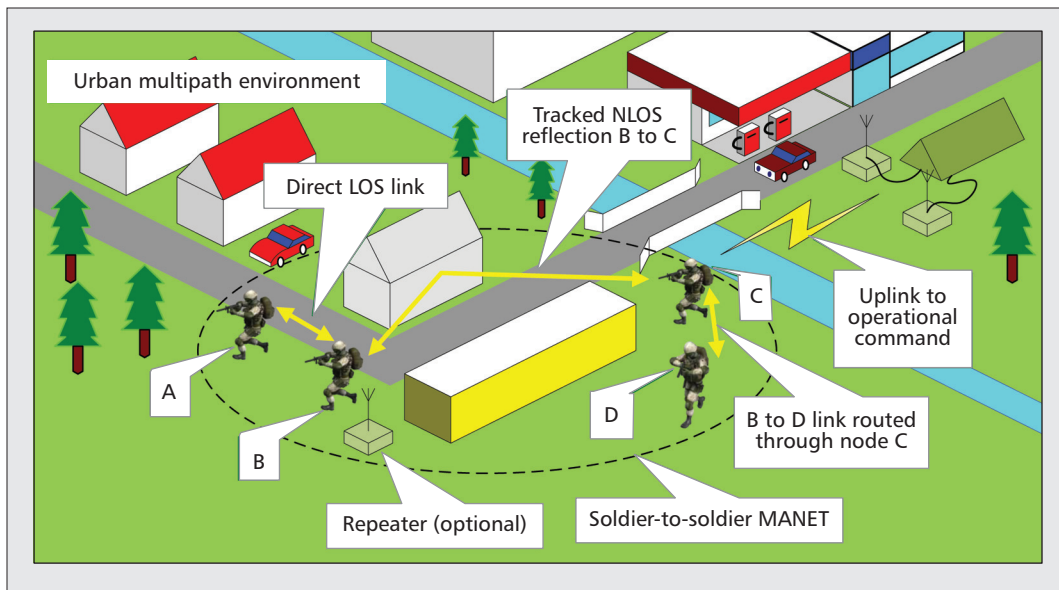 Urban multipath environment
Tracked NLOS
reflection B to C
Direct LOS link
C
Uplink to
operational
command
A
D
B to D link routed
through node C
B
Repeater (optional)
Soldier-to-soldier MANET